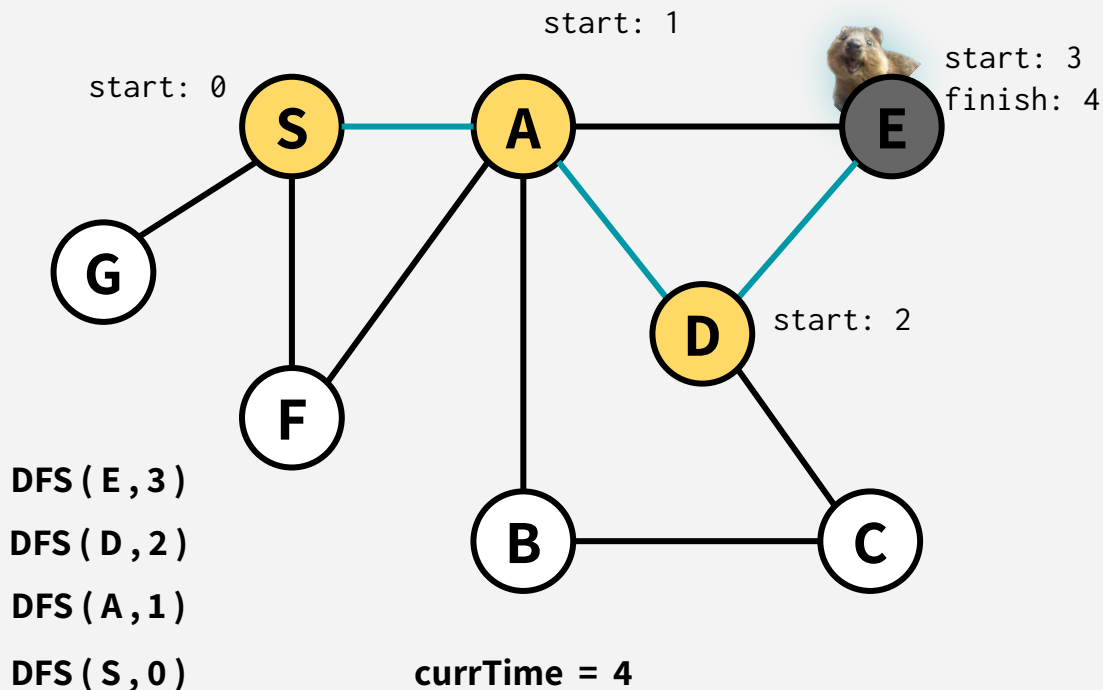 start: 1
start: 3
finish: 4
start: 0
S
A
E
G
start: 2
D
F
DFS(E,3)
DFS(D,2)
B
C
DFS(A,1)
DFS(S,0)
currTime = 4